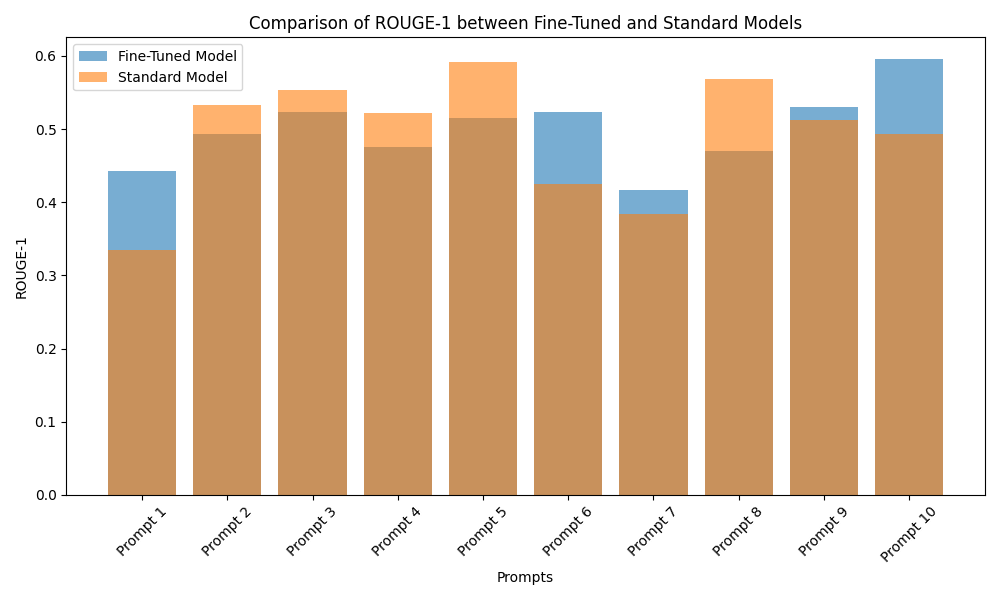 Comparison of ROUGE-1 between Fine-Tuned and Standard Models
Fine-Tuned Model
Standard Model
ROUGE-1
0.6
0.5
0.4
0.3
0.2
0.1
0.0
Prompt 1
Prompt 2
Prompt 3
Prompt 4
Prompt 5
Prompt 6
Prompt 7
Prompt 8
Prompt 9
Prompt 10
Prompts